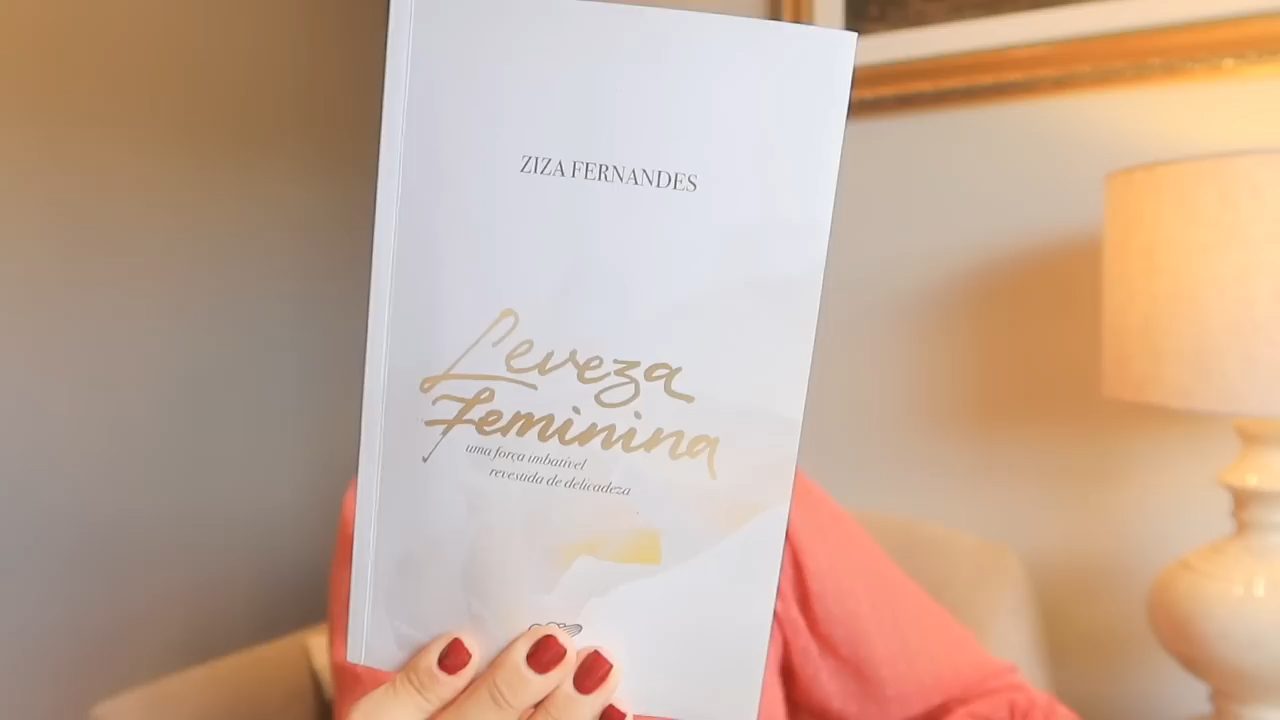 ZIZA FERNANDES
Leveza
Feminina
uma força imbatível
revestida de delicadeza